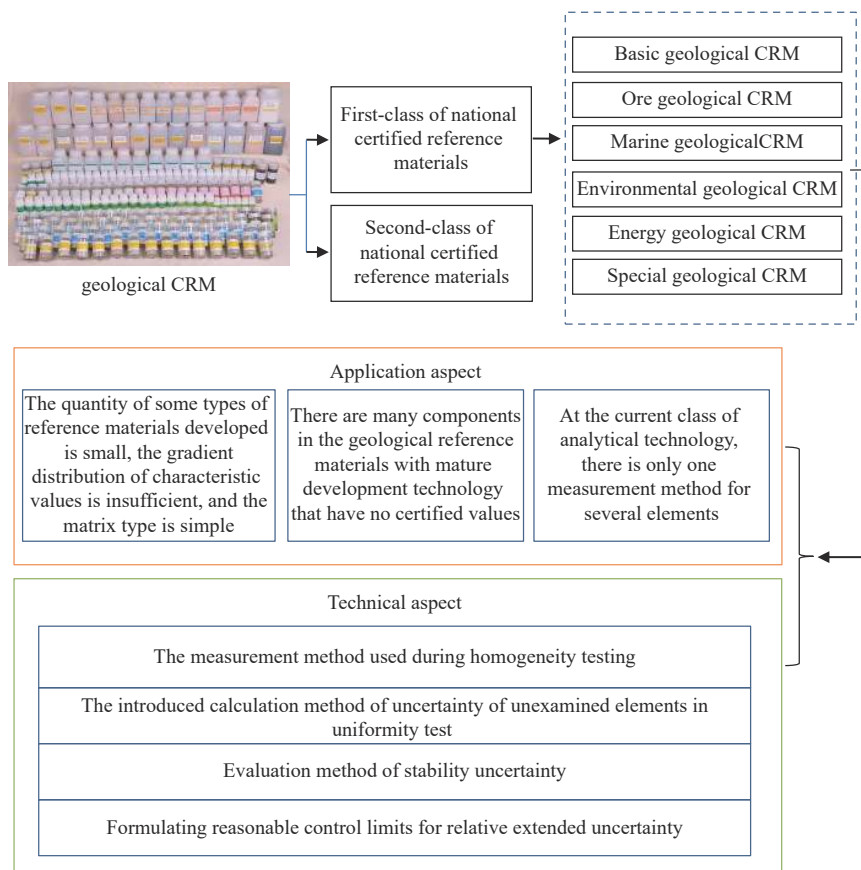 geological CRM
First-class of national
certified reference
materials
Second-class of
national certified
reference materials
Basic geological CRM
Ore geological CRM
Marine geologicalCRM
Environmental geological CRM
Energy geological CRM
Special geological CRM
Application aspect
The quantity of some types of
reference materials developed
is small, the gradient
distribution of characteristic
values is insufficient, and the
matrix type is simple
There are many components
in the geological reference
materials with mature
development technology
that have no certified values
At the current class of
analytical technology,
there is only one
measurement method for
several elements
Technical aspect
The measurement method used during homogeneity testing
The introduced calculation method of uncertainty of unexamined elements in
uniformity test
Evaluation method of stability uncertainty
Formulating reasonable control limits for relative extended uncertainty